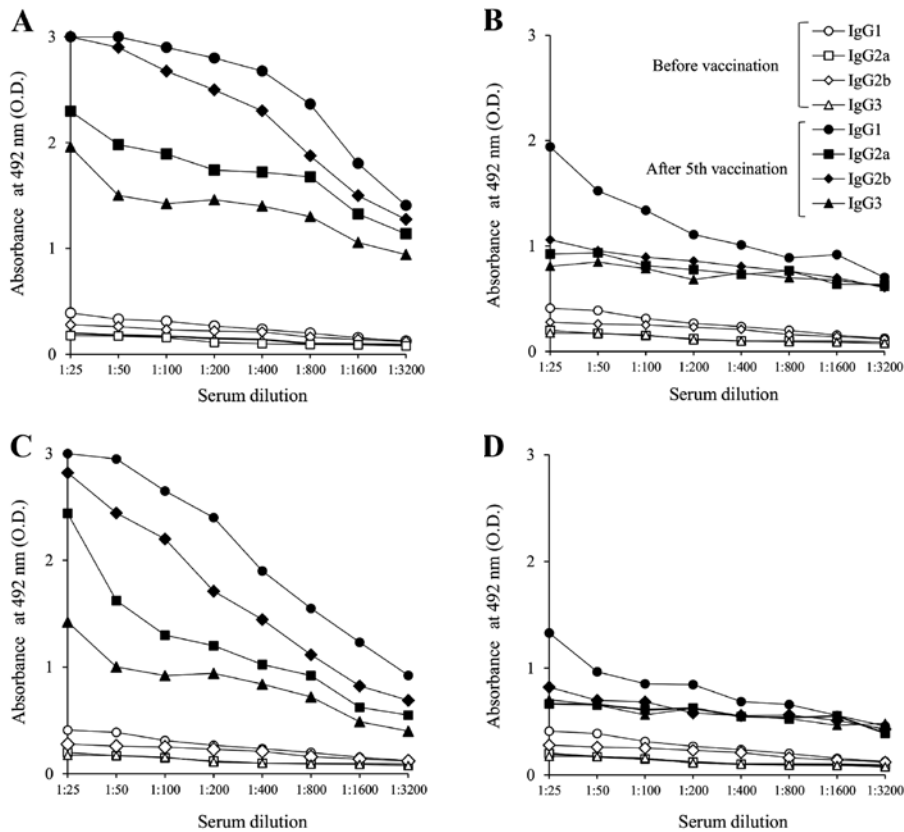 A
Absorbance at 492 nm (O.D.)
3
2
1
0
1:25 1:50 1:100 1:200 1:400 1:800 1:1600 1:3200
Serum dilution
B
Absorbance at 492 nm (O.D.)
3
2
1
0
1:25 1:50 1:100 1:200 1:400 1:800 1:1600 1:3200
Serum dilution
Before vaccination
IgG1
IgG2a
IgG2b
IgG3
After 5th vaccination
IgG1
IgG2a
IgG2b
IgG3
C
Absorbance at 492 nm (O.D.)
3
2
1
0
1:25 1:50 1:100 1:200 1:400 1:800 1:1600 1:3200
Serum dilution
D
Absorbance at 492 nm (O.D.)
3
2
1
0
1:25 1:50 1:100 1:200 1:400 1:800 1:1600 1:3200
Serum dilution